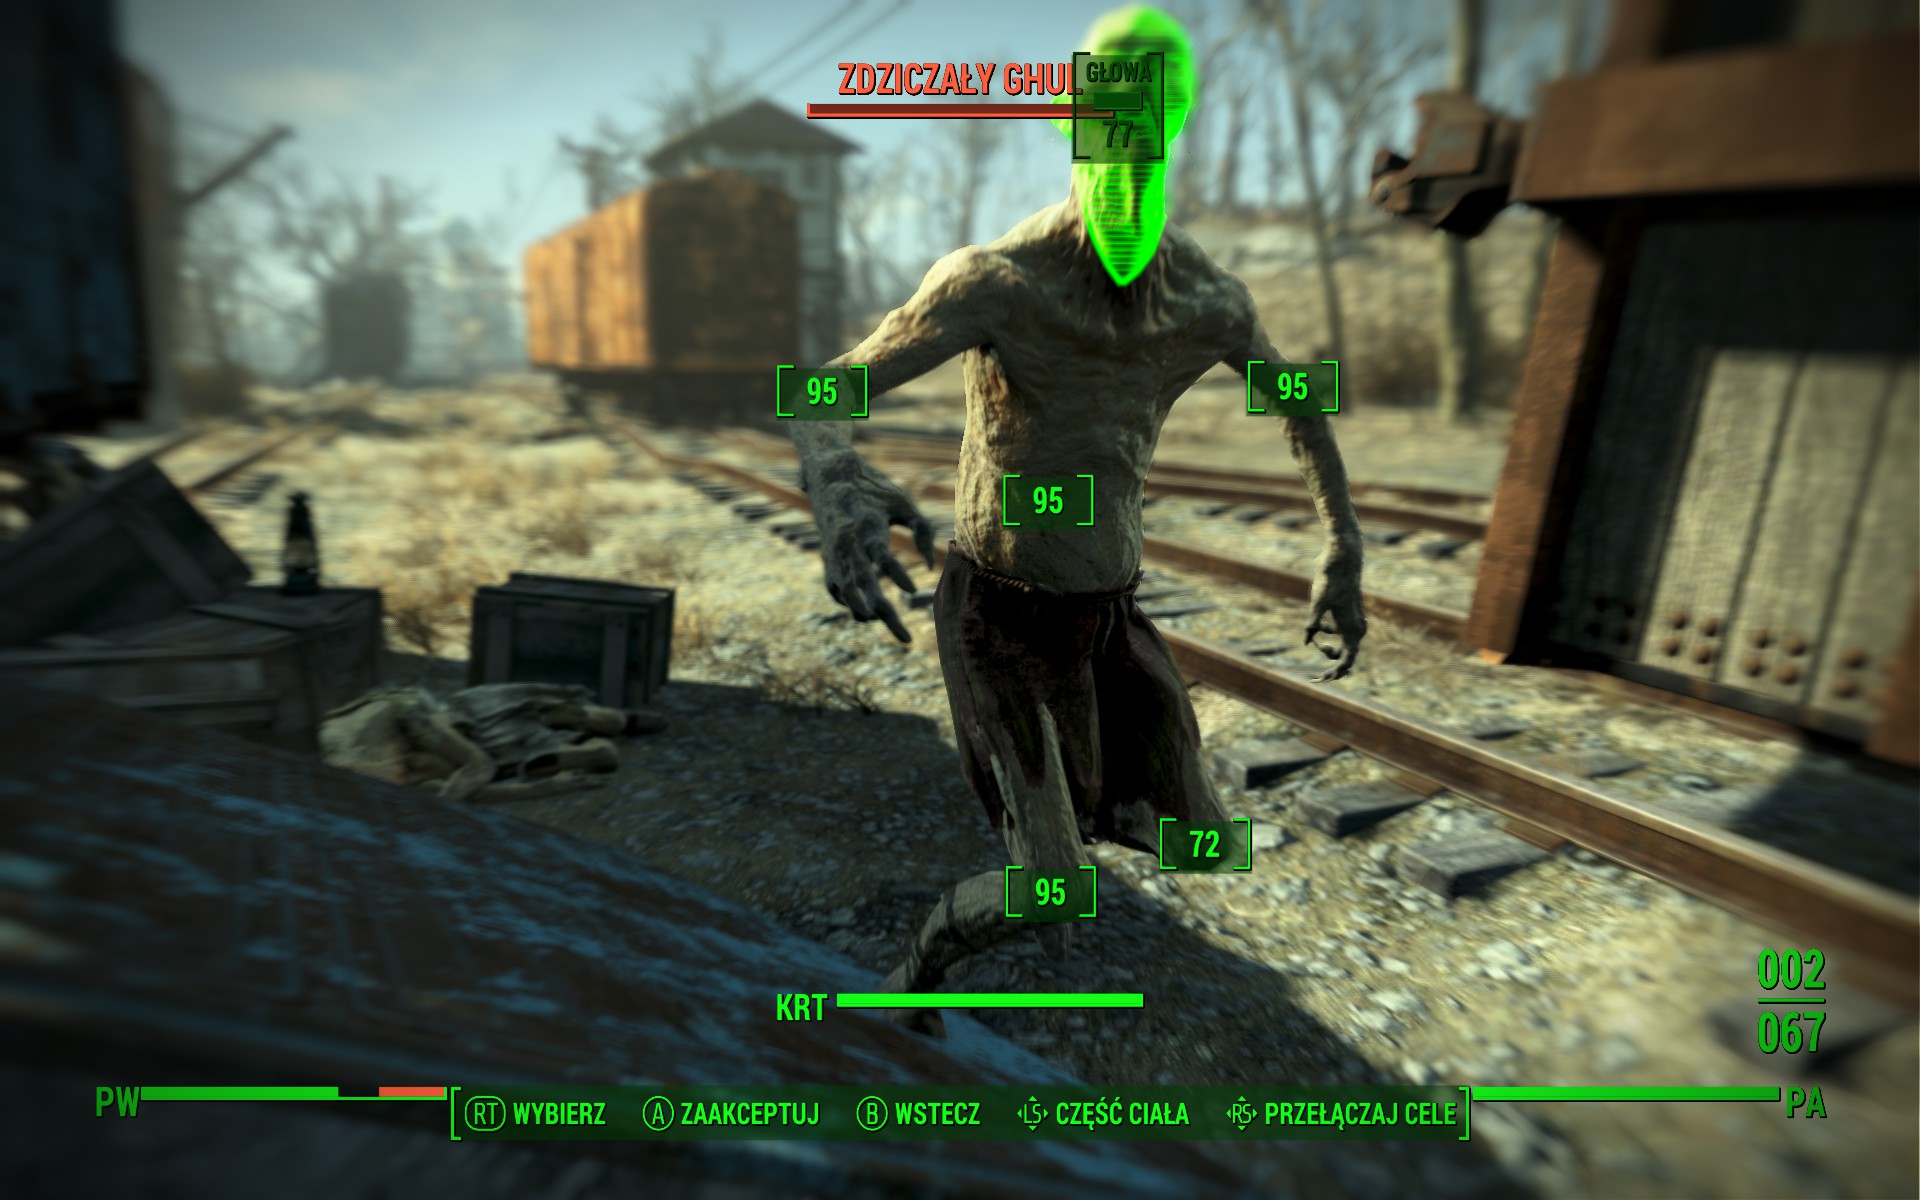 ZDZICZAŁY GHUL
GŁOWA
77
95
95
95
72
95
KRT
002
067
PW
RT WYBIERZ A ZAAKCEPTUJ B WSTECZ LS CZĘŚĆ CIAŁA RS PRZEŁĄCZAJ CELE
PA